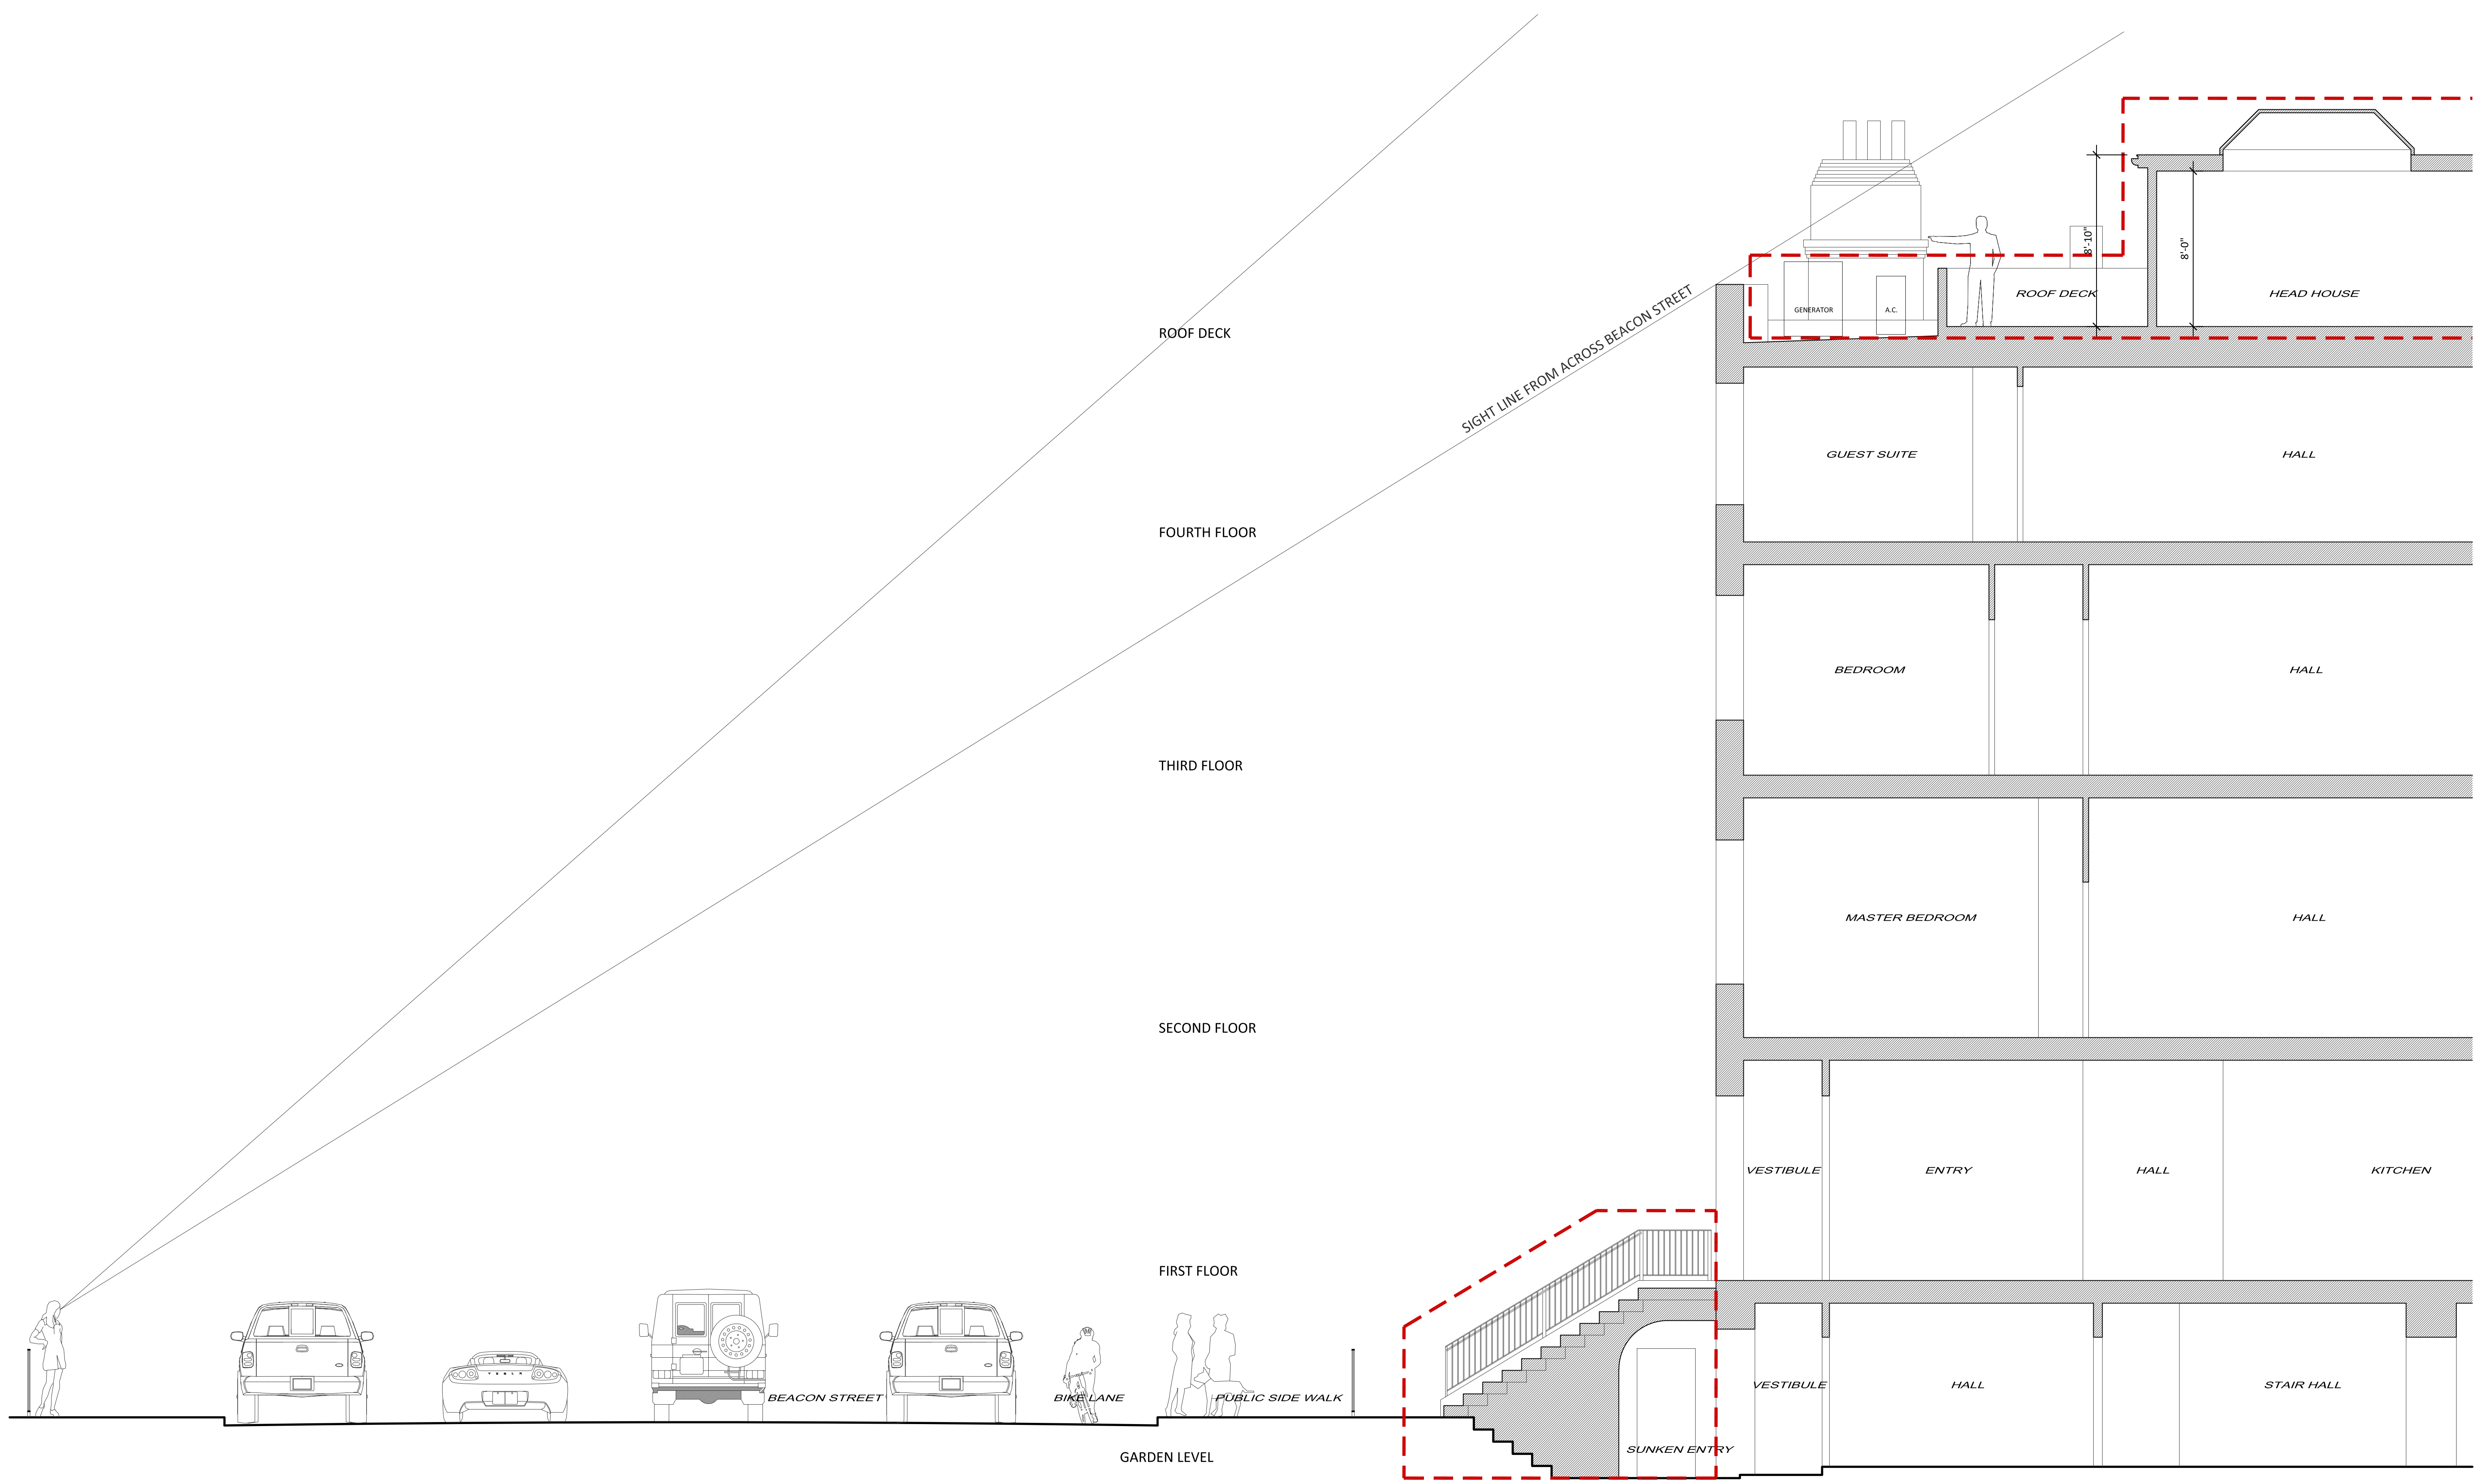 8'-10"
8'-0"
ROOF DECK
HEAD HOUSE
GENERATOR
A.C.
SIGHT LINE FROM ACROSS BEACON STREET
ROOF DECK
GUEST SUITE
HALL
FOURTH FLOOR
BEDROOM
HALL
THIRD FLOOR
MASTER BEDROOM
HALL
SECOND FLOOR
VESTIBULE
ENTRY
HALL
KITCHEN
FIRST FLOOR
BEACON STREET
BIKE LANE
PUBLIC SIDE WALK
VESTIBULE
HALL
STAIR HALL
SUNKEN ENTRY
GARDEN LEVEL